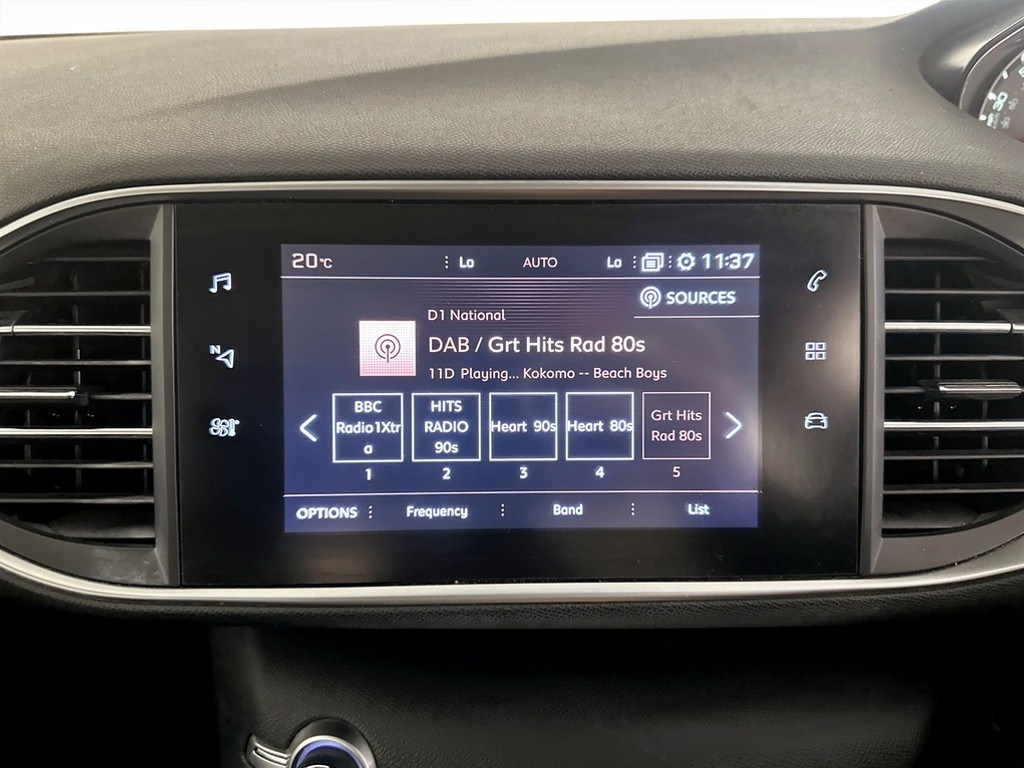 20°C Lo AUTO Lo 11:37
SOURCES
D1 National
DAB / Grt Hits Rad 80s
11D Playing... Kokomo -- Beach Boys
BBC
Radio1Xtr
a
1
HITS
RADIO
90s
2
Heart 90s
3
Heart 80s
4
Grt Hits
Rad 80s
5
OPTIONS Frequency Band List
N
30